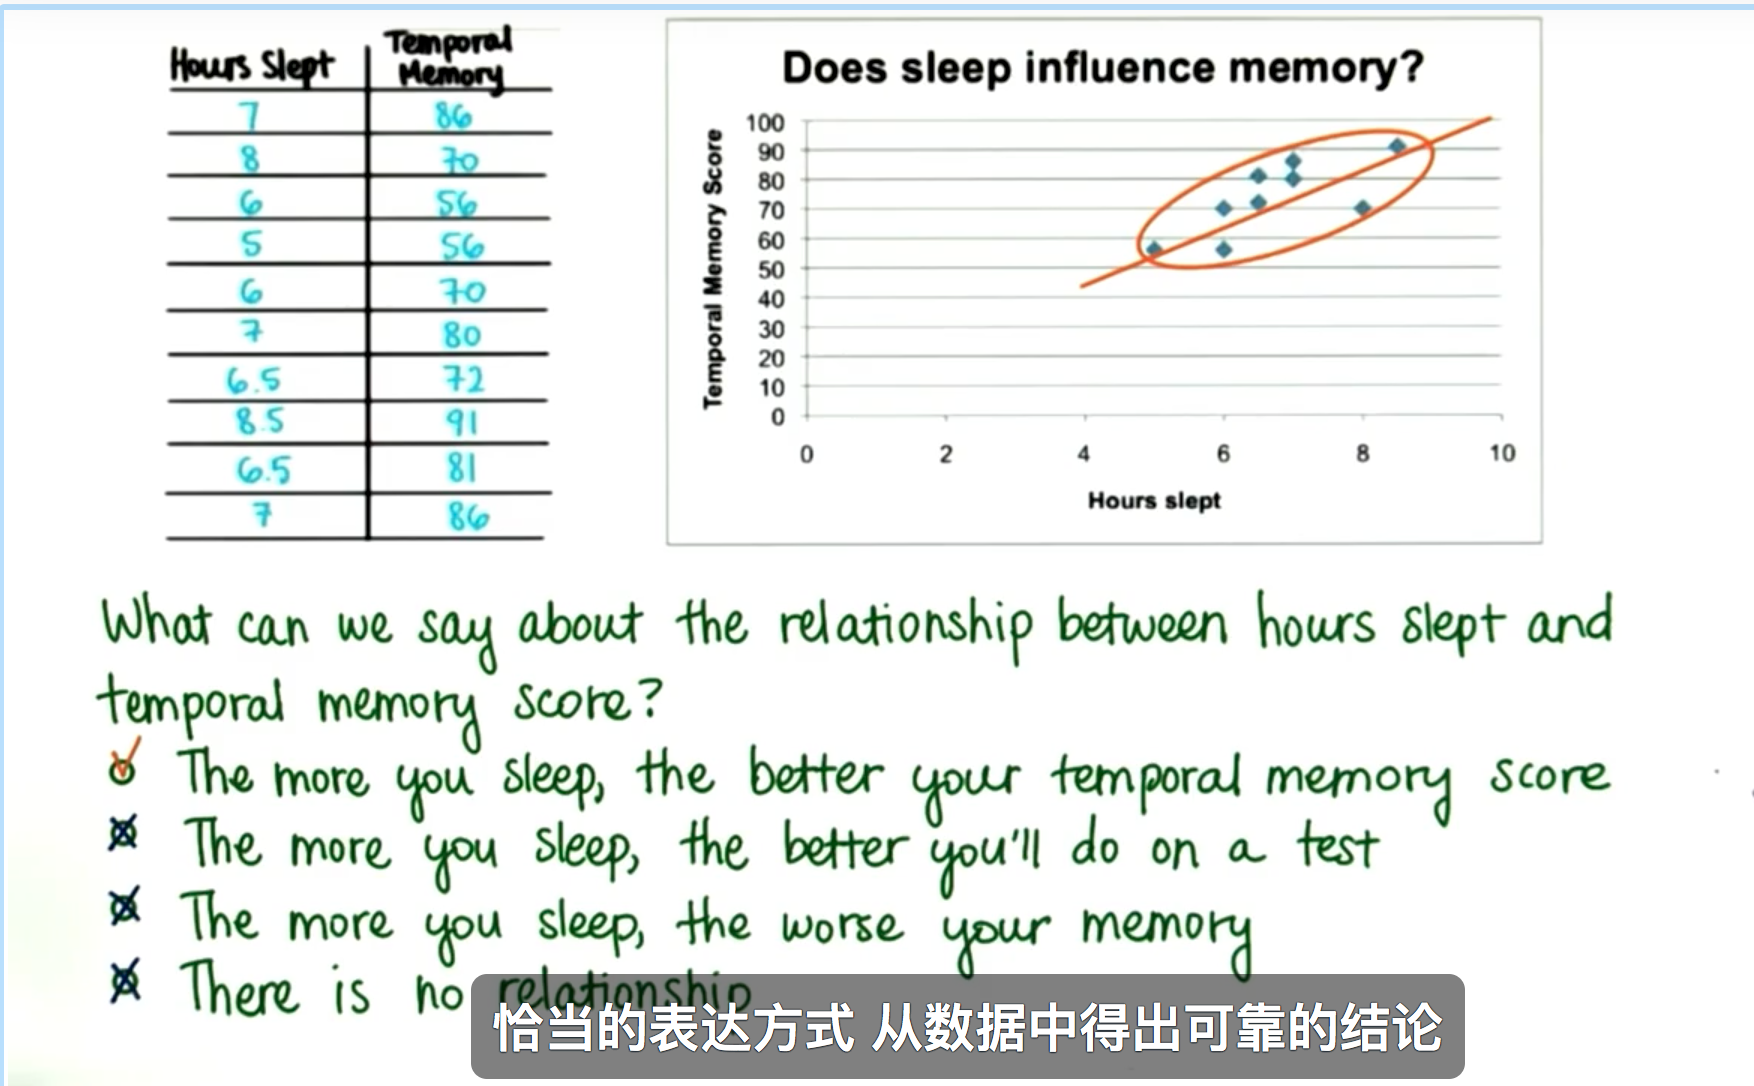 Hours Slept Temporal Memory
7 86
8 70
6 56
5 56
6 70
7 80
6.5 72
8.5 91
6.5 81
7 86
Does sleep influence memory?
Temporal Memory Score
100
90
80
70
60
50
40
30
20
10
0
0 2 4 6 8 10
Hours slept
What can we say about the relationship between hours slept and
temporal memory score?
The more you sleep, the better your temporal memory score
The more you sleep, the better you'll do on a test
The more you sleep, the worse your memory
There is no relationship
恰当的表达方式 从数据中得出可靠的结论